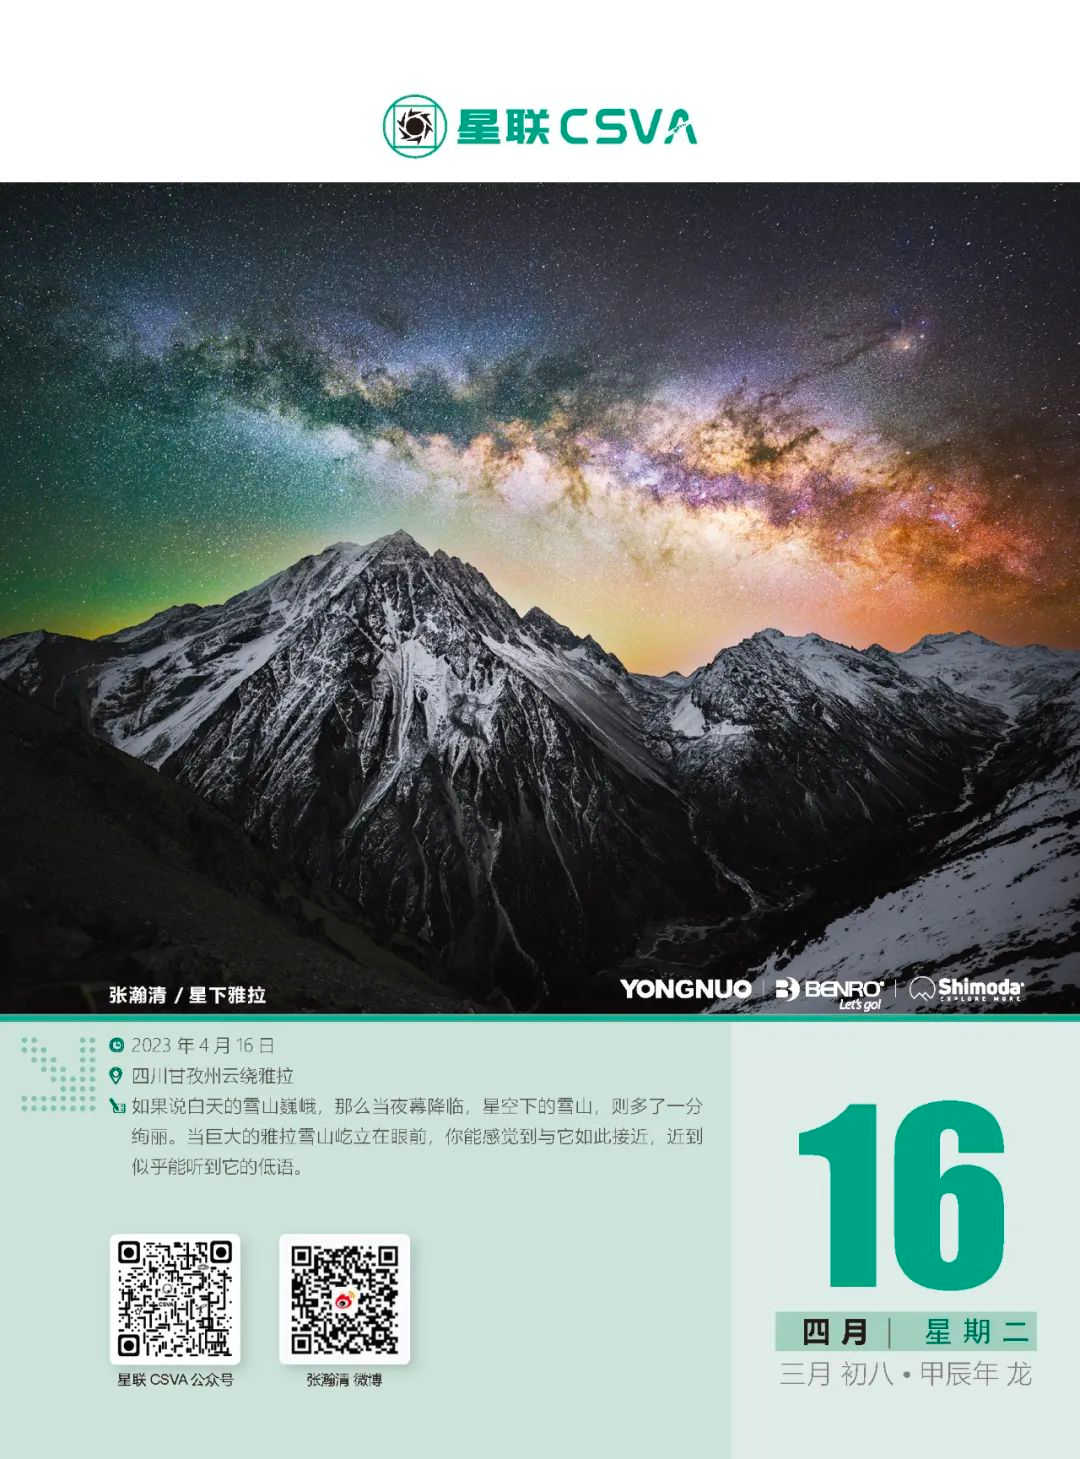 星联CSVA
张瀚清 / 星下雅拉
YONGNUO | BENRO Let's go! | Shimoda EXPLORE MORE
2023 年 4 月 16 日
四川甘孜州云绕雅拉
如果说白天的雪山巍峨，那么当夜幕降临，星空下的雪山，则多了一分
绚丽。当巨大的雅拉雪山屹立在眼前，你能感觉到与它如此接近，近到
似乎能听到它的低语。
星联 CSVA 公众号
张瀚清 微博
16
四月 | 星期二
三月 初八 • 甲辰年 龙